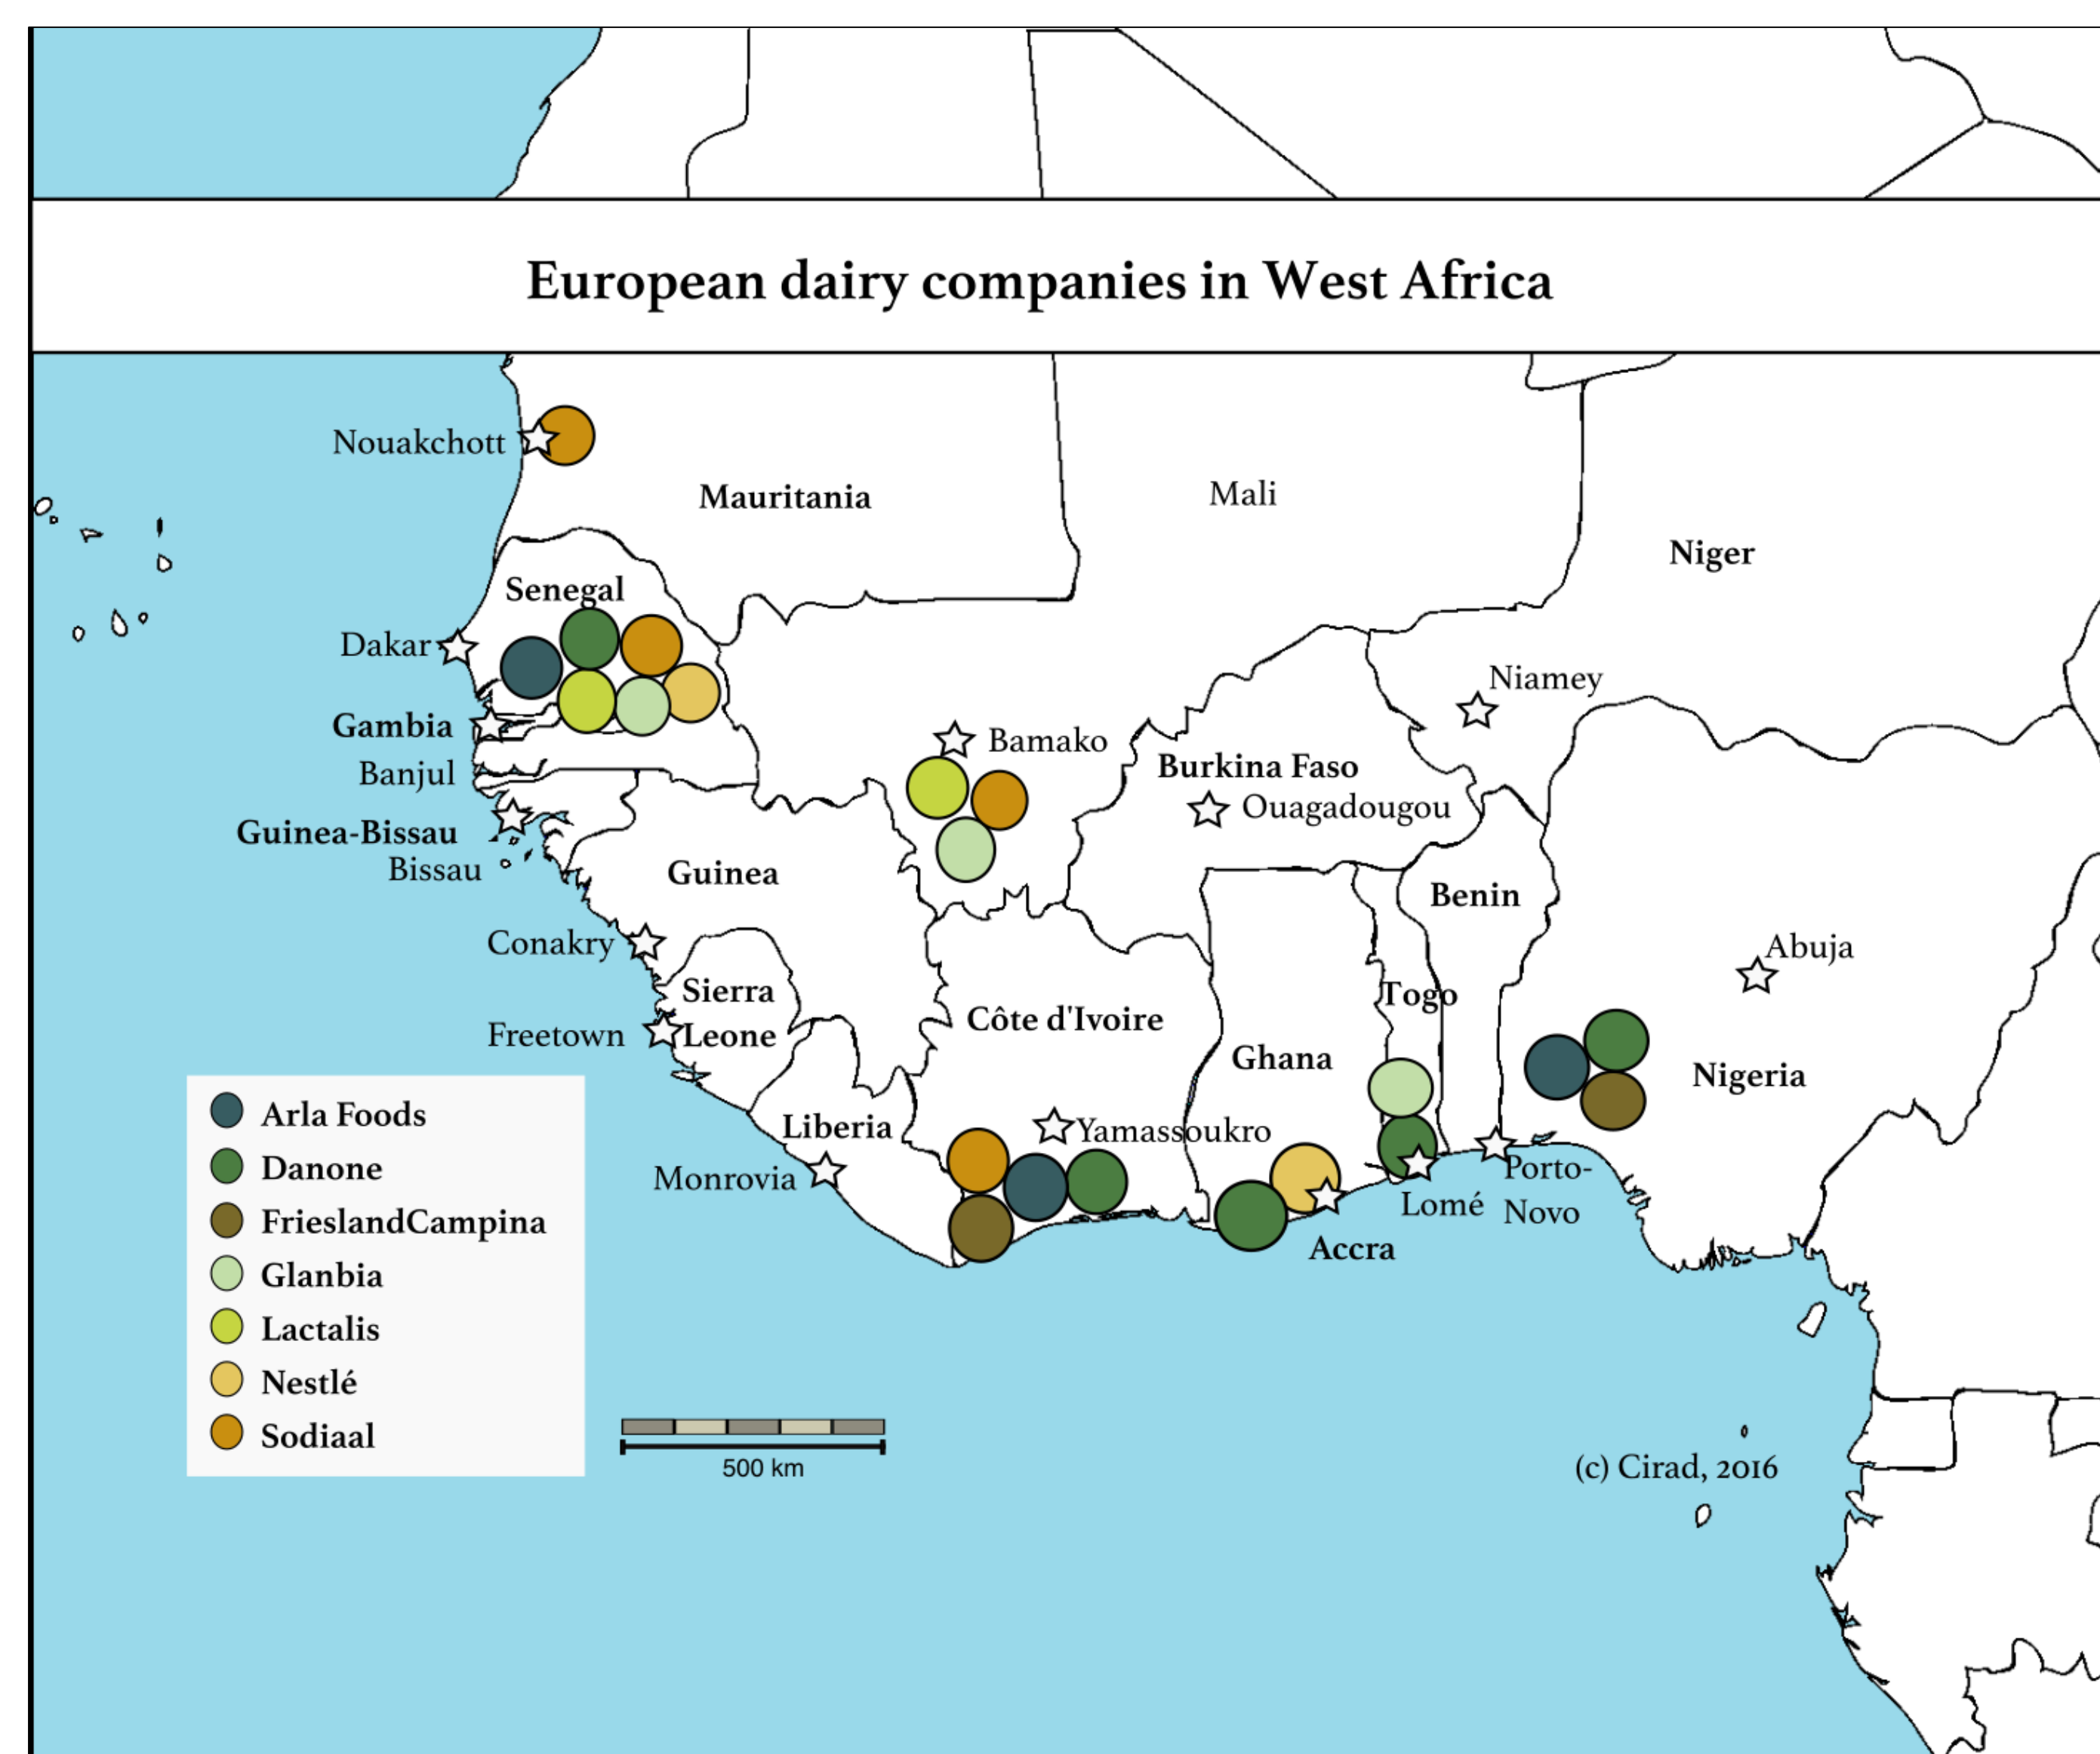 European dairy companies in West Africa
Nouakchott
Mauritania
Mali
Niger
Senegal
Dakar
Niamey
Gambia
Bamako
Banjul
Burkina Faso
Ouagadougou
Guinea-Bissau
Bissau
Guinea
Benin
Conakry
Abuja
Sierra
Leone
Togo
Côte d'Ivoire
Freetown
Ghana
Nigeria
Liberia
Yamassoukro
Monrovia
Porto-
Novo
Lomé
Accra
Arla Foods
Danone
FrieslandCampina
Glanbia
Lactalis
Nestlé
Sodiaal
500 km
(c) Cirad, 2016